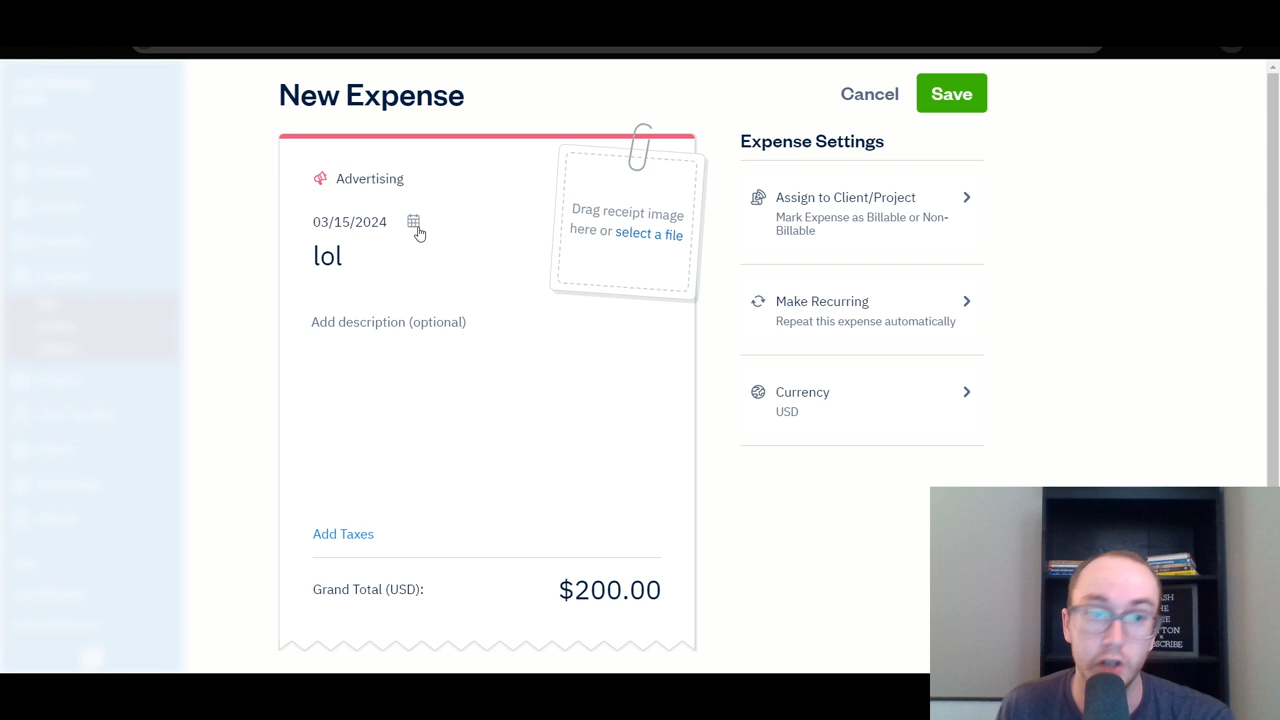 New Expense
Cancel
Save
Advertising
03/15/2024
lol
Drag receipt image
here or select a file
Add description (optional)
Add Taxes
Grand Total (USD):
$200.00
Expense Settings
Assign to Client/Project
Mark Expense as Billable or Non-
Billable
Make Recurring
Repeat this expense automatically
Currency
USD